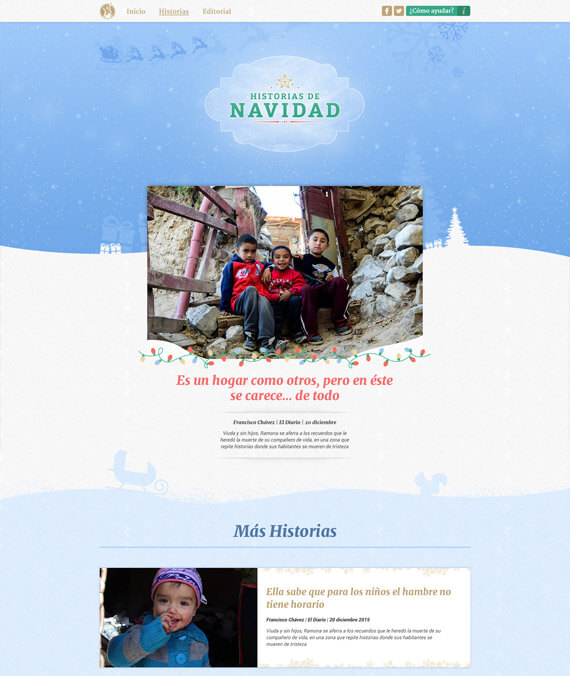 Inicio Historias Editorial ¿Cómo ayudar?
HISTORIAS DE
NAVIDAD
Es un hogar como otros, pero en éste
se carece... de todo
Francisco Chávez | El Diario | 20 diciembre
Viuda y sin hijos, Ramona se aferra a los recuerdos que le
heredó la muerte de su compañero de vida, en una zona que
repite historias donde sus habitantes se mueren de tristeza
Más Historias
Ella sabe que para los niños el hambre no
tiene horario
Francisco Chávez | El Diario | 20 diciembre 2015
Viuda y sin hijos, Ramona se aferra a los recuerdos que le heredó la muerte de su
compañero de vida, en una zona que repite historias donde sus habitantes se
mueren de tristeza